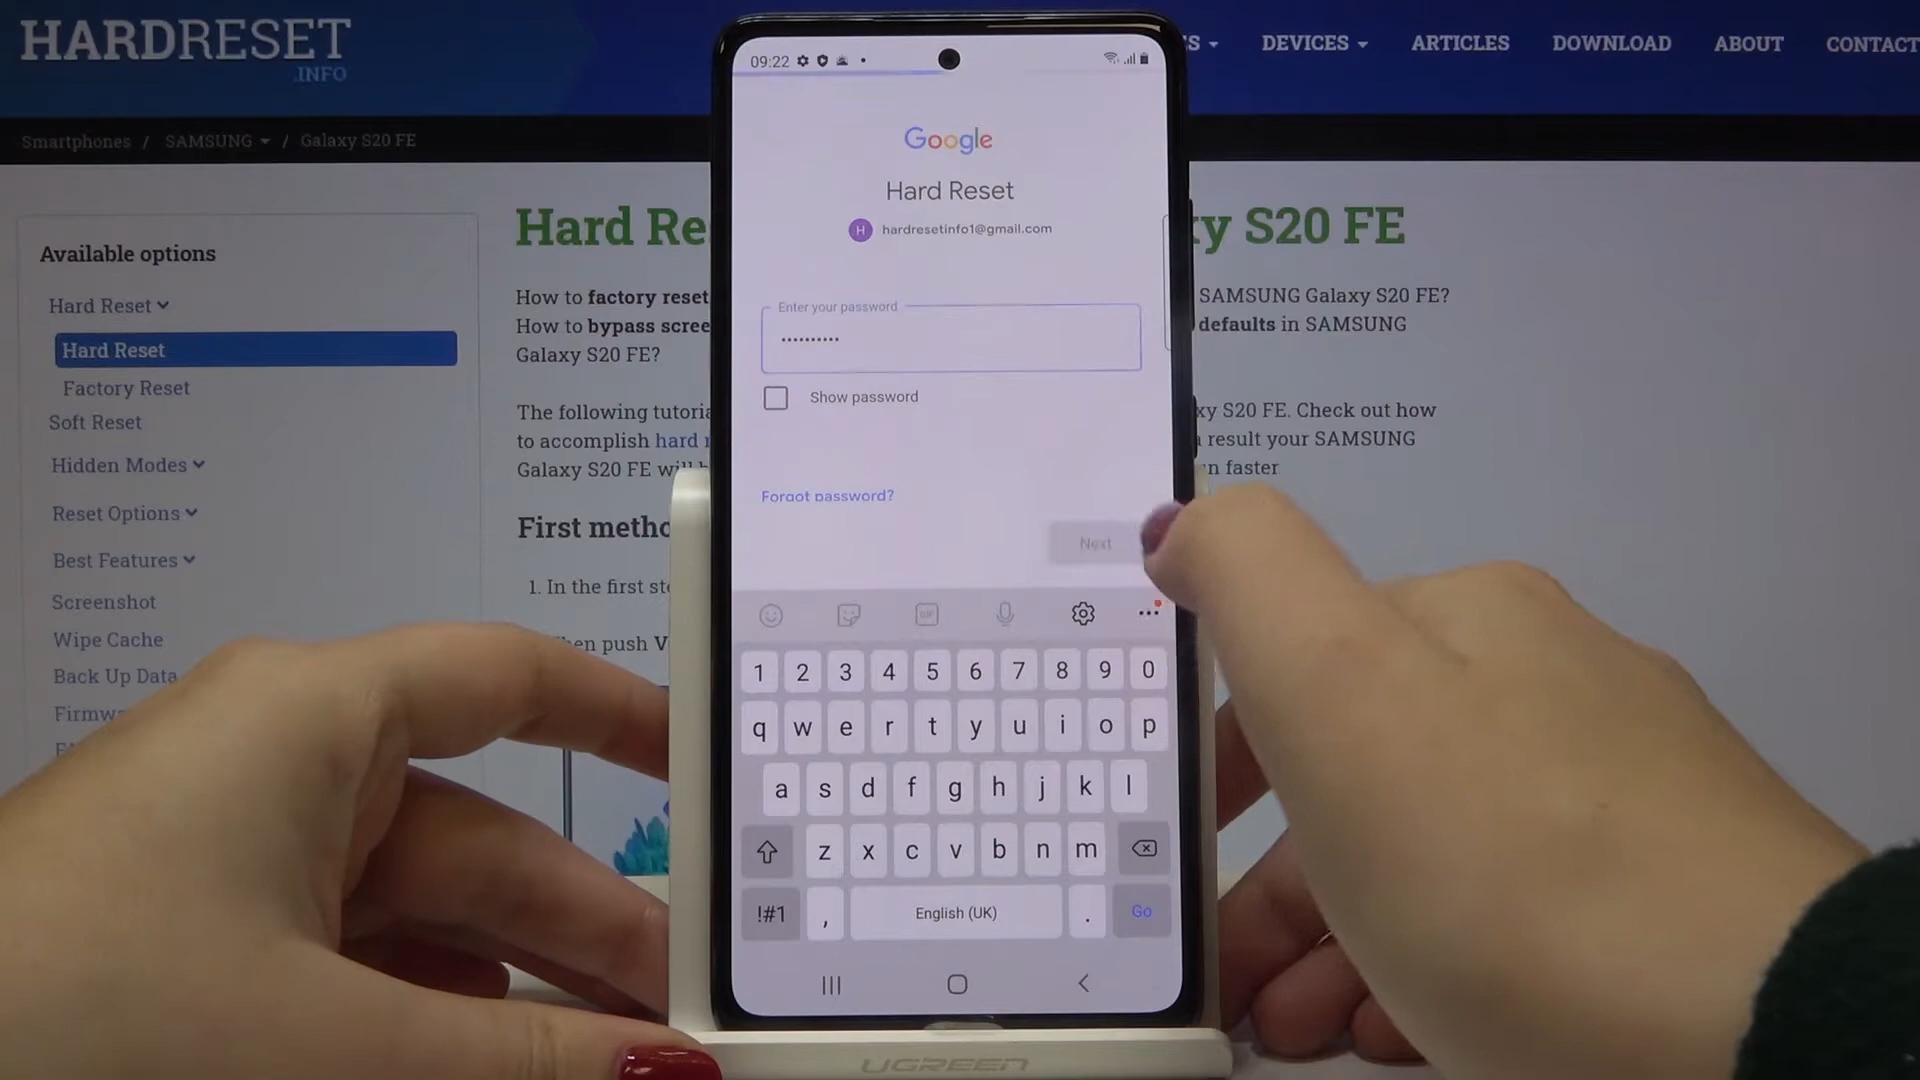 HARDRESET
.INFO
DEVICES
ARTICLES
DOWNLOAD
ABOUT
CONTACT
Smartphones / SAMSUNG / Galaxy S20 FE
Available options
Hard Reset
Hard Reset
Factory Reset
Soft Reset
Hidden Modes
Reset Options
Best Features
Screenshot
Wipe Cache
Back Up Data
Hard Re
xy S20 FE
How to factory reset
SAMSUNG Galaxy S20 FE?
How to bypass scree
defaults in SAMSUNG
Galaxy S20 FE?
The following tutoria
xy S20 FE. Check out how
to accomplish hard r
result your SAMSUNG
Galaxy S20 FE will
n faster
First metho
1. In the first ste
en push V
09:22
Google
Hard Reset
H hardresetinfo1@gmail.com
Enter your password
••••••••••
Show password
Forgot password?
Next
GIF
1 2 3 4 5 6 7 8 9 0
q w e r t y u i o p
a s d f g h j k l
z x c v b n m
!#1 , English (UK) . Go
UGREEN